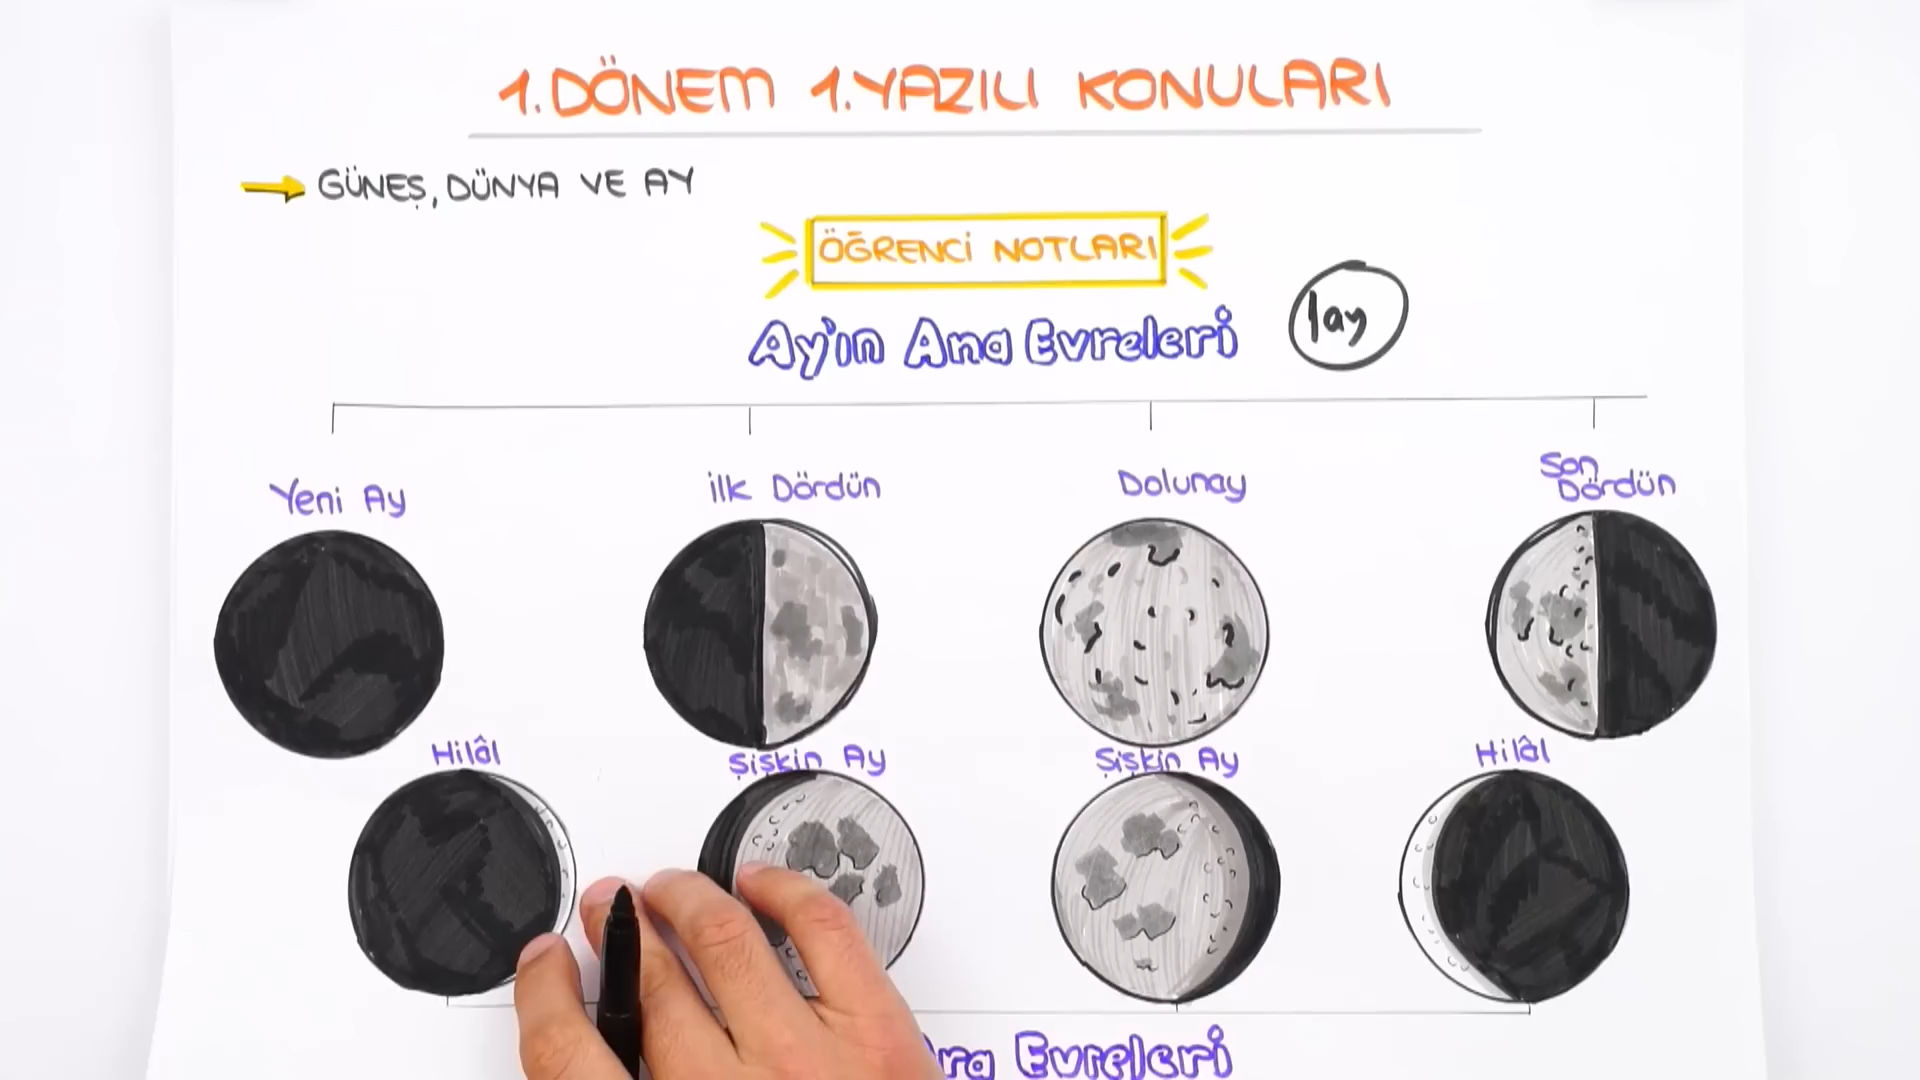 1.DÖNEM 1.YAZILI KONULARI
GÜNEŞ, DÜNYA VE AY
ÖĞRENCİ NOTLARI
Ay'ın Ana Evreleri
1ay
Yeni Ay
İlk Dördün
Dolunay
Son Dördün
Hilâl
Şişkin Ay
Şişkin Ay
Hilâl
Evreleri